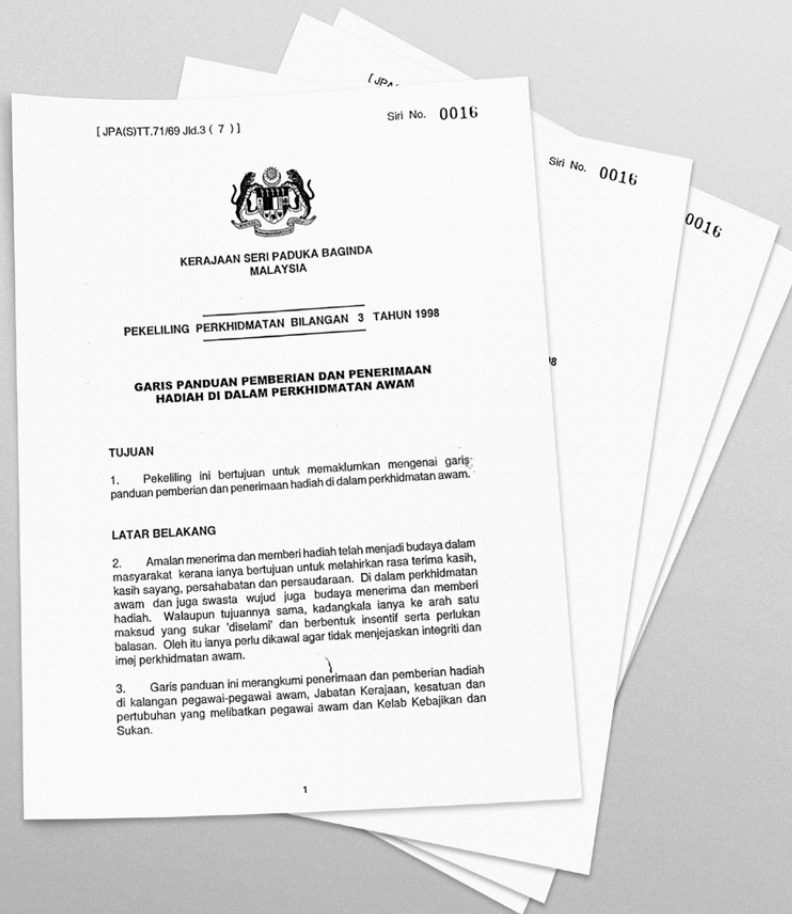 [ JPA(S)TT.71/69 Jld.3 ( 7 ) ]
Siri No. 0016
KERAJAAN SERI PADUKA BAGINDA
MALAYSIA
PEKELILING PERKHIDMATAN BILANGAN 3 TAHUN 1998
GARIS PANDUAN PEMBERIAN DAN PENERIMAAN
HADIAH DI DALAM PERKHIDMATAN AWAM
TUJUAN
1. Pekeliling ini bertujuan untuk memaklumkan mengenai garis
panduan pemberian dan penerimaan hadiah di dalam perkhidmatan awam.
LATAR BELAKANG
2. Amalan menerima dan memberi hadiah telah menjadi budaya dalam
masyarakat kerana ianya bertujuan untuk melahirkan rasa terima kasih,
kasih sayang, persahabatan dan persaudaraan. Di dalam perkhidmatan
awam dan juga swasta wujud juga budaya menerima dan memberi
hadiah. Walaupun tujuannya sama, kadangkala ianya ke arah satu
maksud yang sukar 'diselami' dan berbentuk insentif serta perlukan
balasan. Oleh itu ianya perlu dikawal agar tidak menjejaskan integriti dan
imej perkhidmatan awam.
3. Garis panduan ini merangkumi penerimaan dan pemberian hadiah
di kalangan pegawai-pegawai awam, Jabatan Kerajaan, kesatuan dan
pertubuhan yang melibatkan pegawai awam dan Kelab Kebajikan dan
Sukan.
1
[ JPA
Siri No. 0016
0016
98